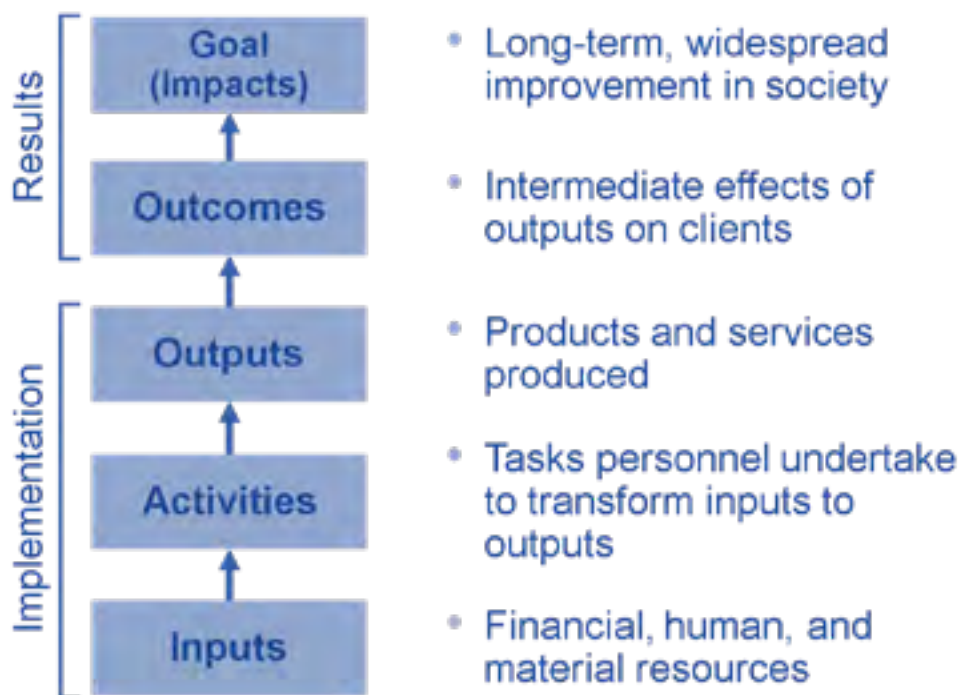 Results
Goal
(Impacts)
• Long-term, widespread
improvement in society
Outcomes
• Intermediate effects of
outputs on clients
Implementation
Outputs
• Products and services
produced
Activities
• Tasks personnel undertake
to transform inputs to
outputs
Inputs
• Financial, human, and
material resources